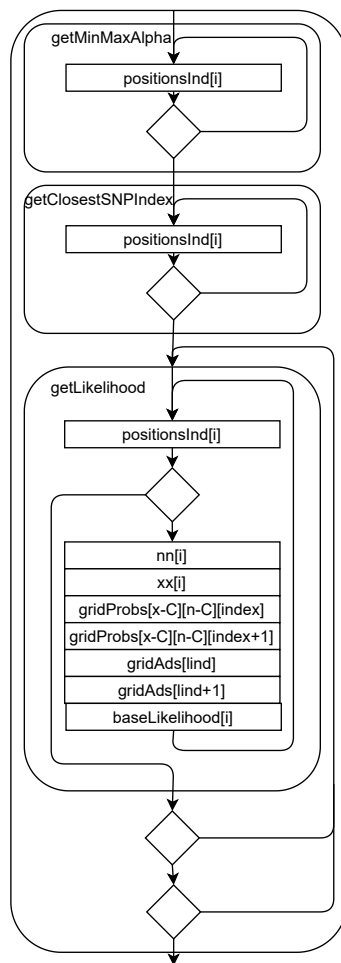 getMinMaxAlpha
positionsInd[i]
getClosestSNPIndex
positionsInd[i]
getLikelihood
positionsInd[i]
nn[i]
xx[i]
gridProbs[x-C][n-C][index]
gridProbs[x-C][n-C][index+1]
gridAds[lind]
gridAds[lind+1]
baseLikelihood[i]